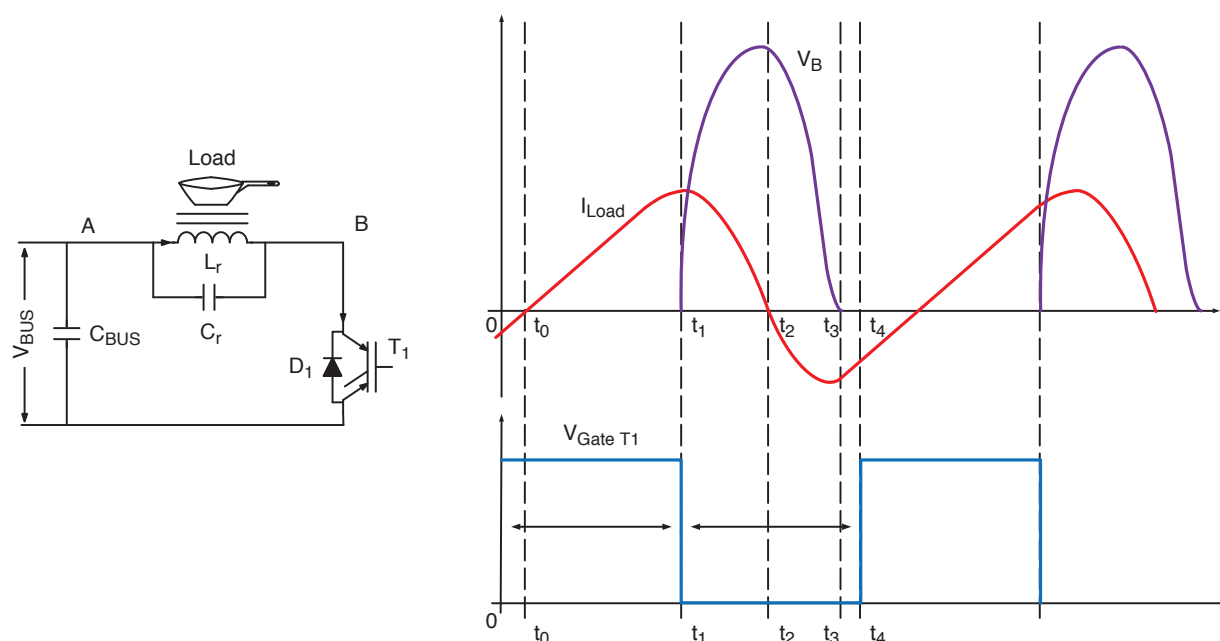 Load
A
B
L_r
C_r
V_BUS
C_BUS
D_1
T_1
V_B
I_Load
0
t_0
t_1
t_2
t_3
t_4
V_Gate T1
0
t_0
t_1
t_2
t_3
t_4